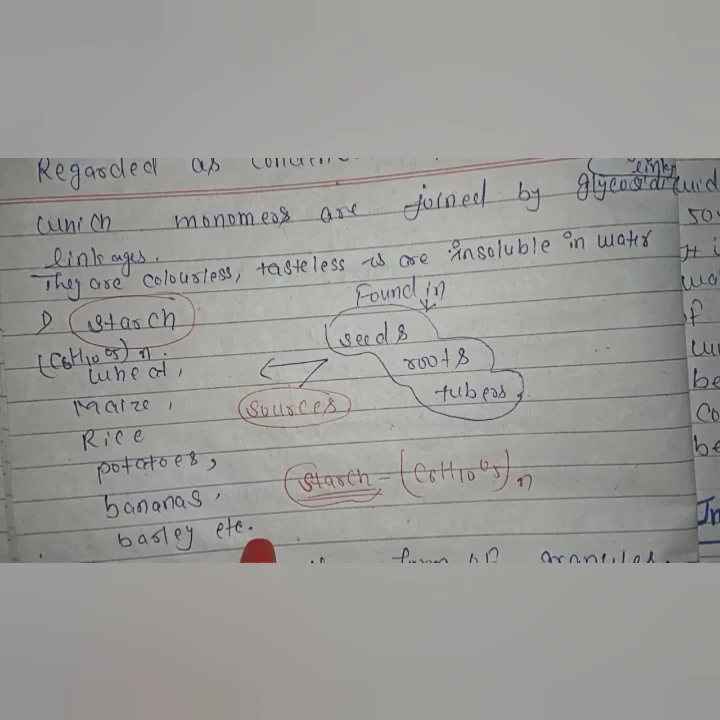 Regarded as
which monomers are joined by glycosidic
linkages.
They are colourless, tasteless & are insoluble in water
Found in
1) starch
seeds
roots
tubers
(C6H10O5)n.
wheat,
Maize,
Rice
potatoes,
bananas,
barley etc.
sources
starch - (C6H10O5)n
granules.